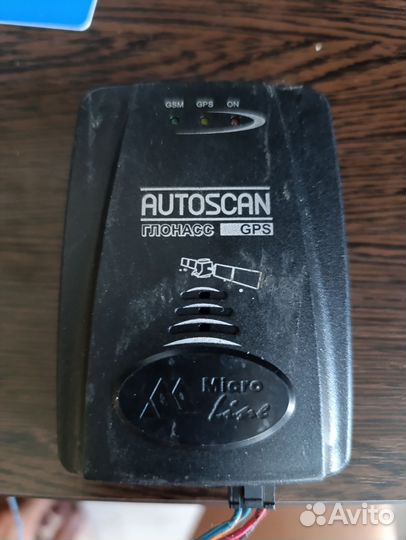 GSM GPS ON
AUTOSCAN
ГЛОНАСС GPS
Micro
Line
Avito